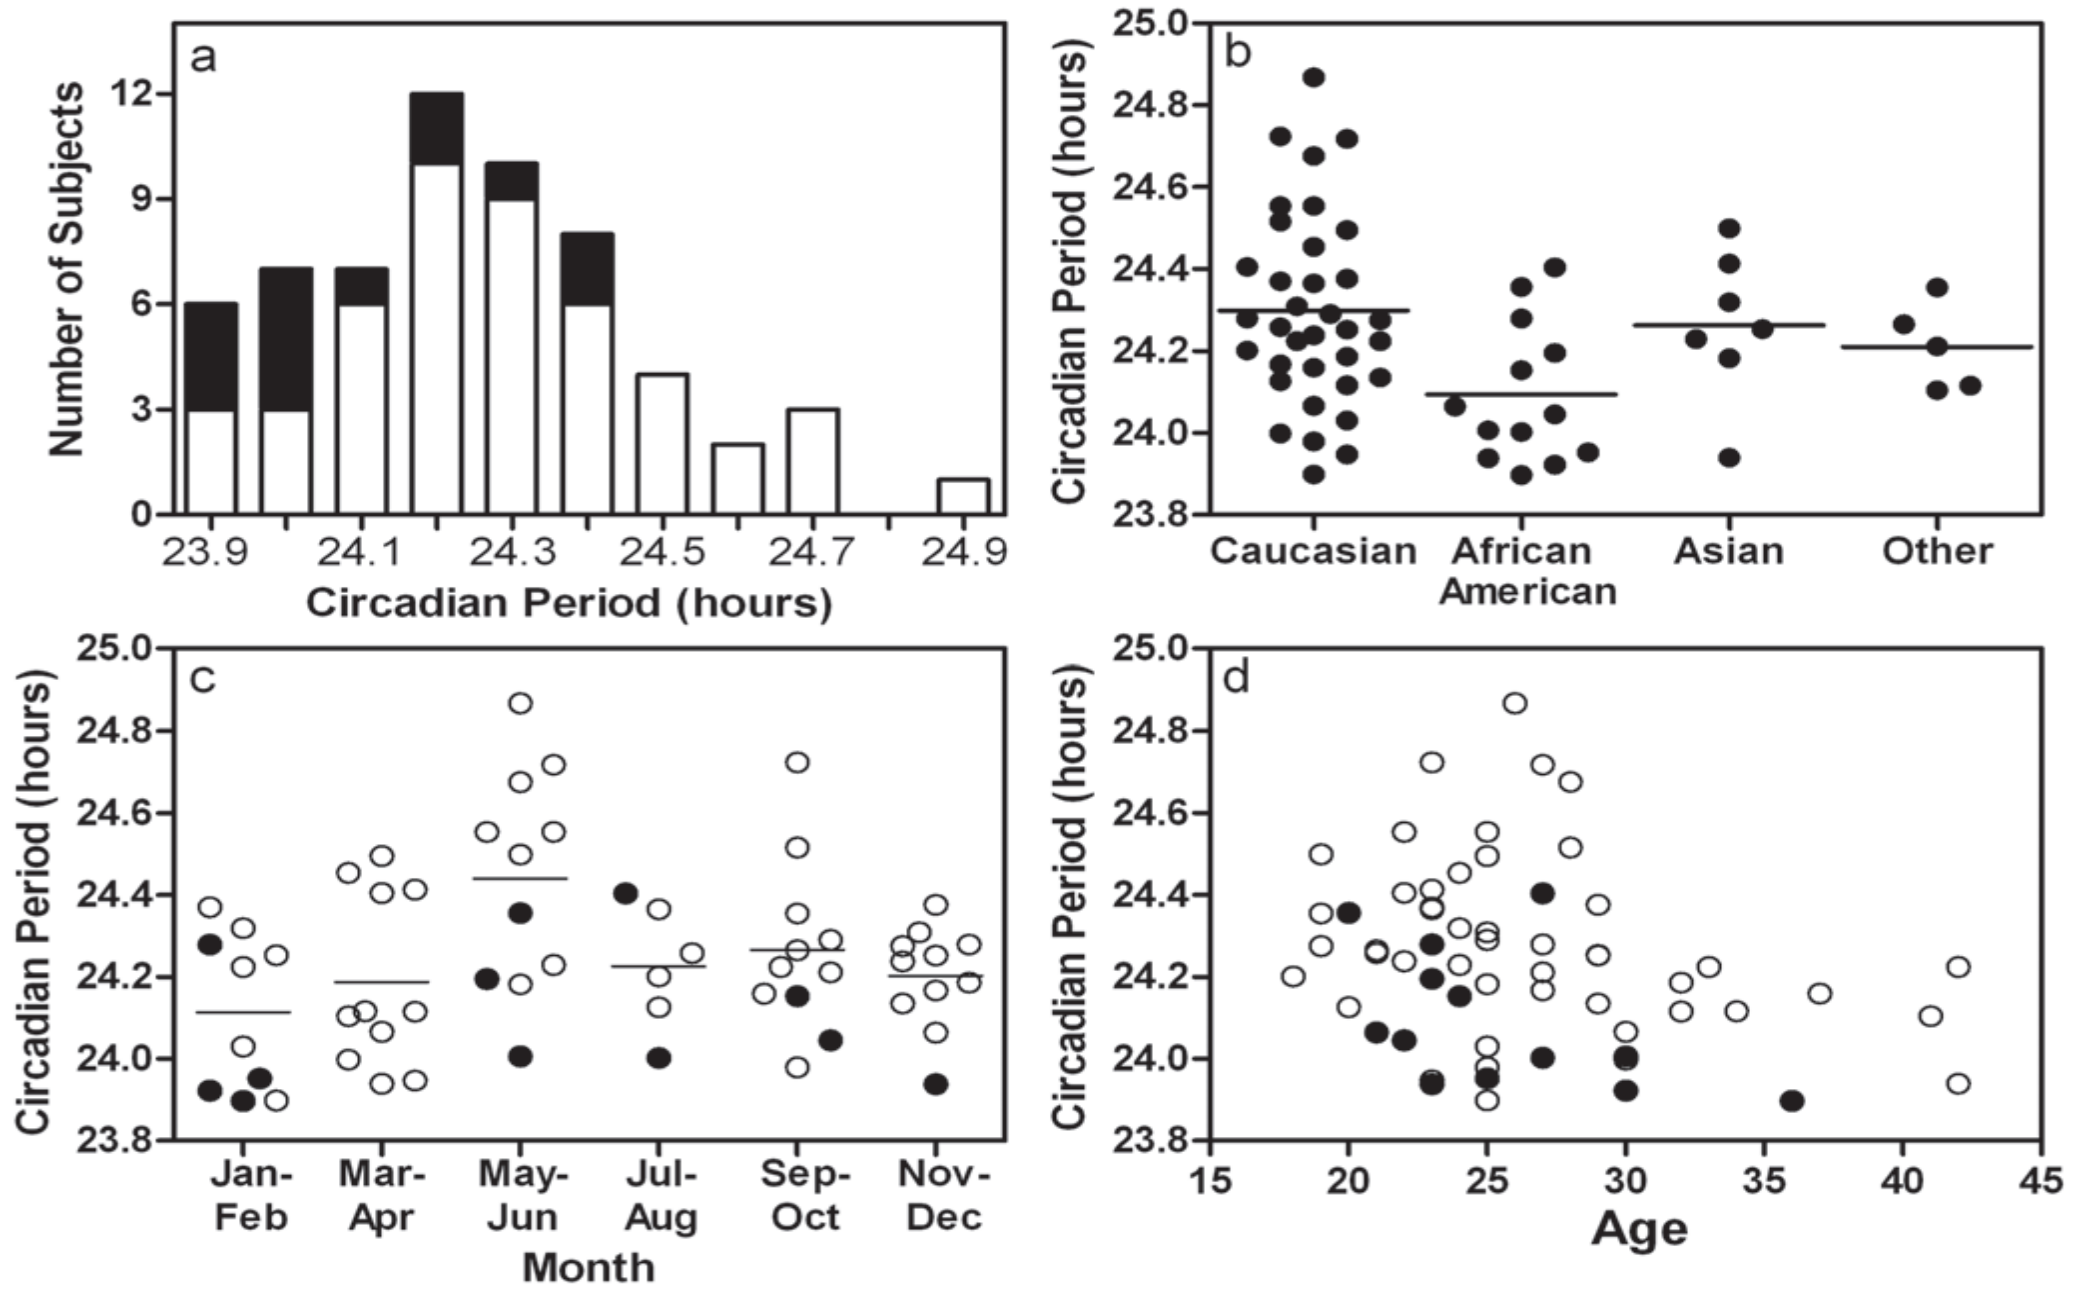 a
Number of Subjects
12
9
6
3
0
23.9 24.1 24.3 24.5 24.7 24.9
Circadian Period (hours)
b
Circadian Period (hours)
25.0
24.8
24.6
24.4
24.2
24.0
23.8
Caucasian African American Asian Other
c
Circadian Period (hours)
25.0
24.8
24.6
24.4
24.2
24.0
23.8
Jan- Mar- May- Jul- Sep- Nov-
Feb Apr Jun Aug Oct Dec
Month
d
Circadian Period (hours)
25.0
24.8
24.6
24.4
24.2
24.0
23.8
15 20 25 30 35 40 45
Age